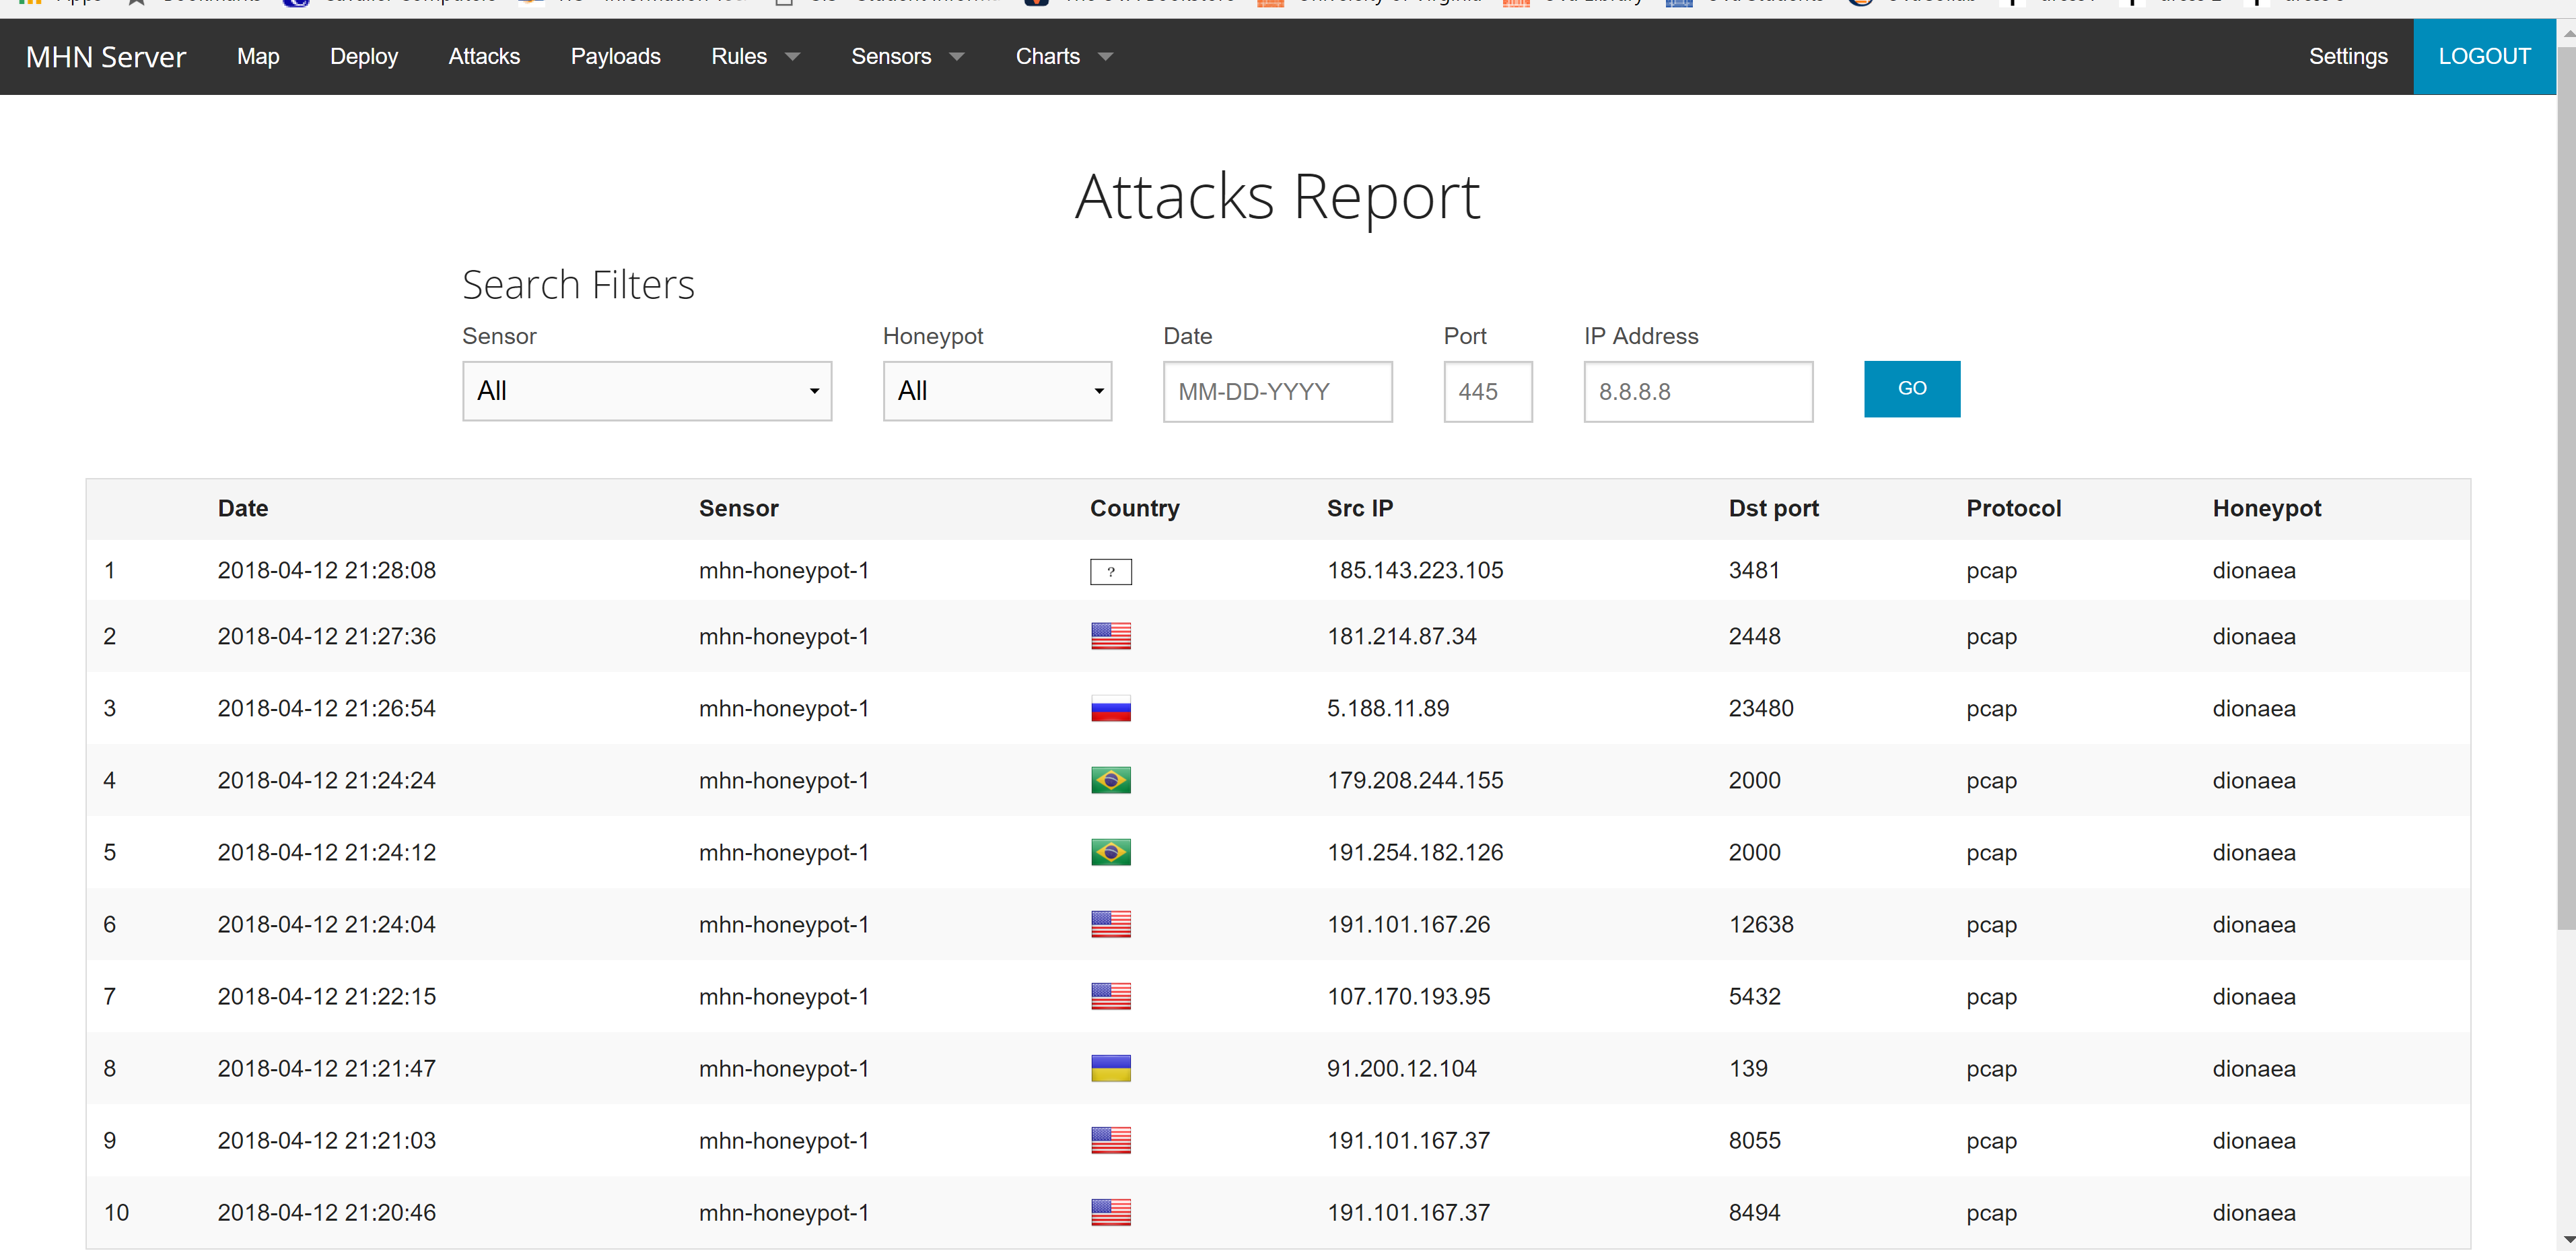 MHN Server Map Deploy Attacks Payloads Rules Sensors Charts Settings LOGOUT
Attacks Report
Search Filters
Sensor Honeypot Date Port IP Address
All All MM-DD-YYYY 445 8.8.8.8 GO
Date Sensor Country Src IP Dst port Protocol Honeypot
1 2018-04-12 21:28:08 mhn-honeypot-1 ? 185.143.223.105 3481 pcap dionaea
2 2018-04-12 21:27:36 mhn-honeypot-1 181.214.87.34 2448 pcap dionaea
3 2018-04-12 21:26:54 mhn-honeypot-1 5.188.11.89 23480 pcap dionaea
4 2018-04-12 21:24:24 mhn-honeypot-1 179.208.244.155 2000 pcap dionaea
5 2018-04-12 21:24:12 mhn-honeypot-1 191.254.182.126 2000 pcap dionaea
6 2018-04-12 21:24:04 mhn-honeypot-1 191.101.167.26 12638 pcap dionaea
7 2018-04-12 21:22:15 mhn-honeypot-1 107.170.193.95 5432 pcap dionaea
8 2018-04-12 21:21:47 mhn-honeypot-1 91.200.12.104 139 pcap dionaea
9 2018-04-12 21:21:03 mhn-honeypot-1 191.101.167.37 8055 pcap dionaea
10 2018-04-12 21:20:46 mhn-honeypot-1 191.101.167.37 8494 pcap dionaea